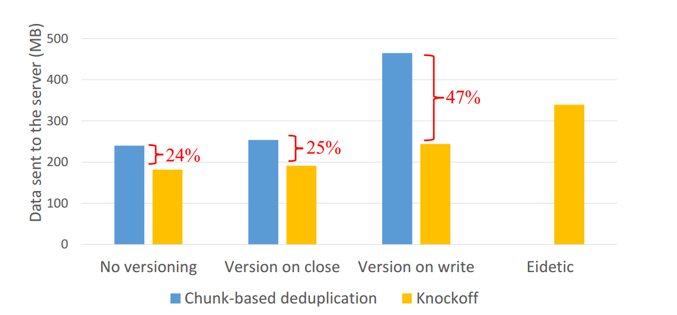 Data sent to the server (MB)
500
400
300
200
100
0
24%
25%
47%
No versioning
Version on close
Version on write
Eidetic
Chunk-based deduplication
Knockoff